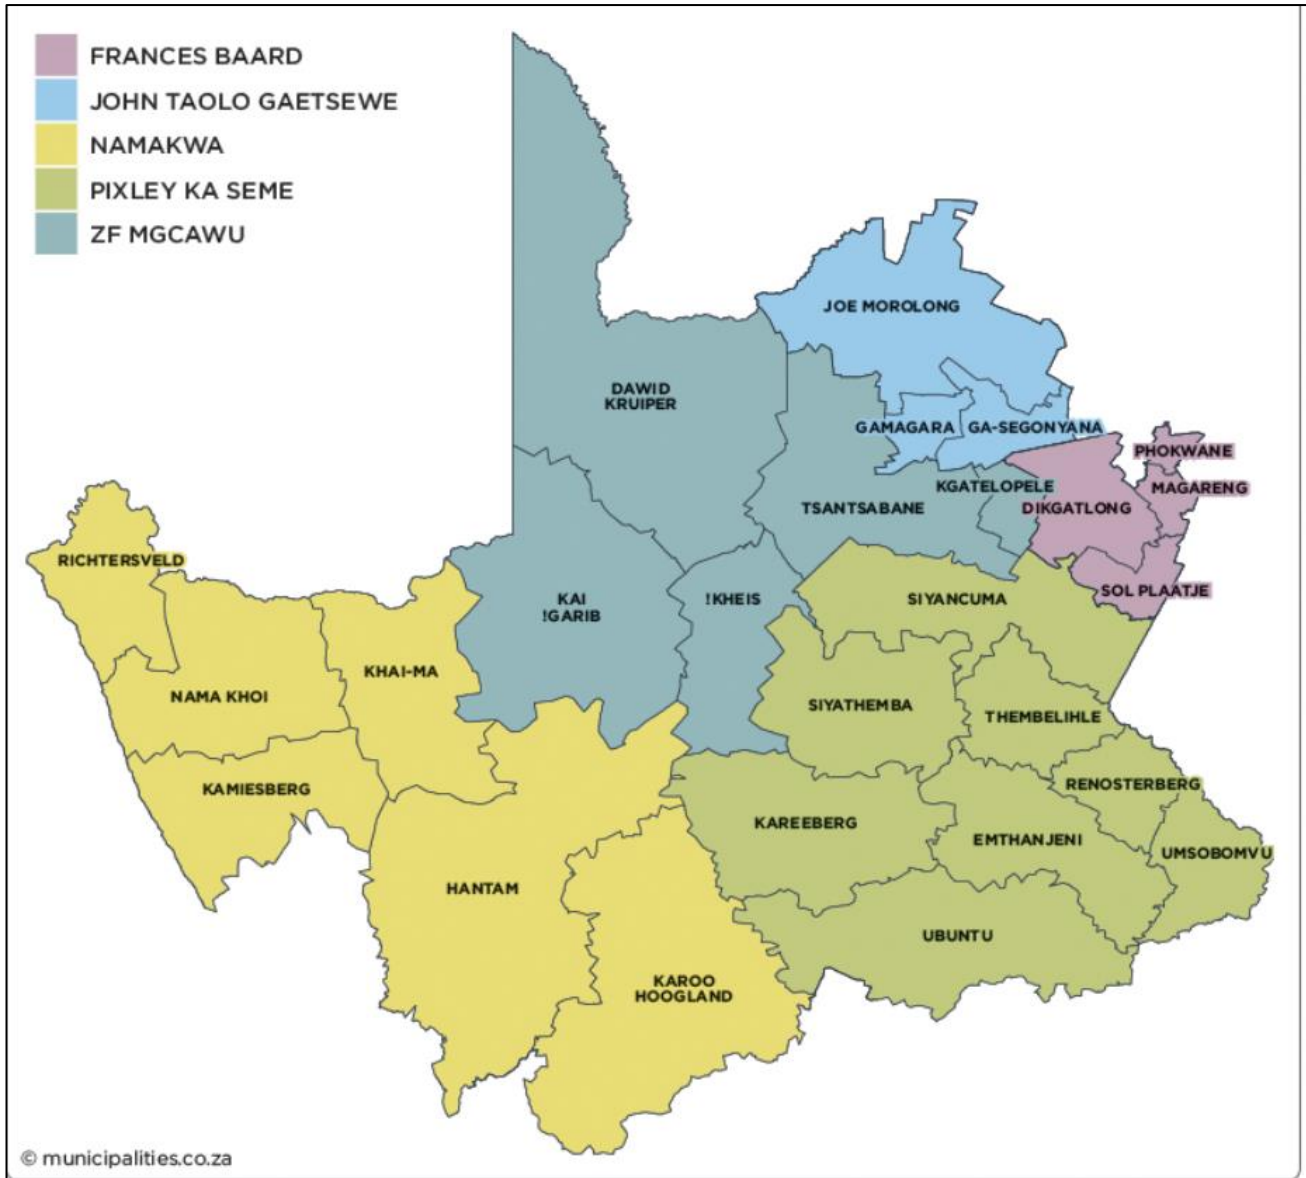 FRANCES BAARD
JOHN TAOLO GAETSEWE
NAMAKWA
PIXLEY KA SEME
ZF MGCAWU
JOE MOROLONG
DAWID
KRUIPER
GAMAGARA
GA-SEGONYANA
PHOKWANE
KGATELOPELE
MAGARENG
TSANTSABANE
DIKGATLONG
RICHTERSVELD
SOL PLAATJE
KAI
!GARIB
!KHEIS
SIYANCUMA
KHAI-MA
NAMA KHOI
SIYATHEMBA
THEMBELIHLE
KAMIESBERG
RENOSTERBERG
KAREEBERG
EMTHANJENI
UMSOBOMVU
HANTAM
UBUNTU
KAROO
HOOGLAND
© municipalities.co.za